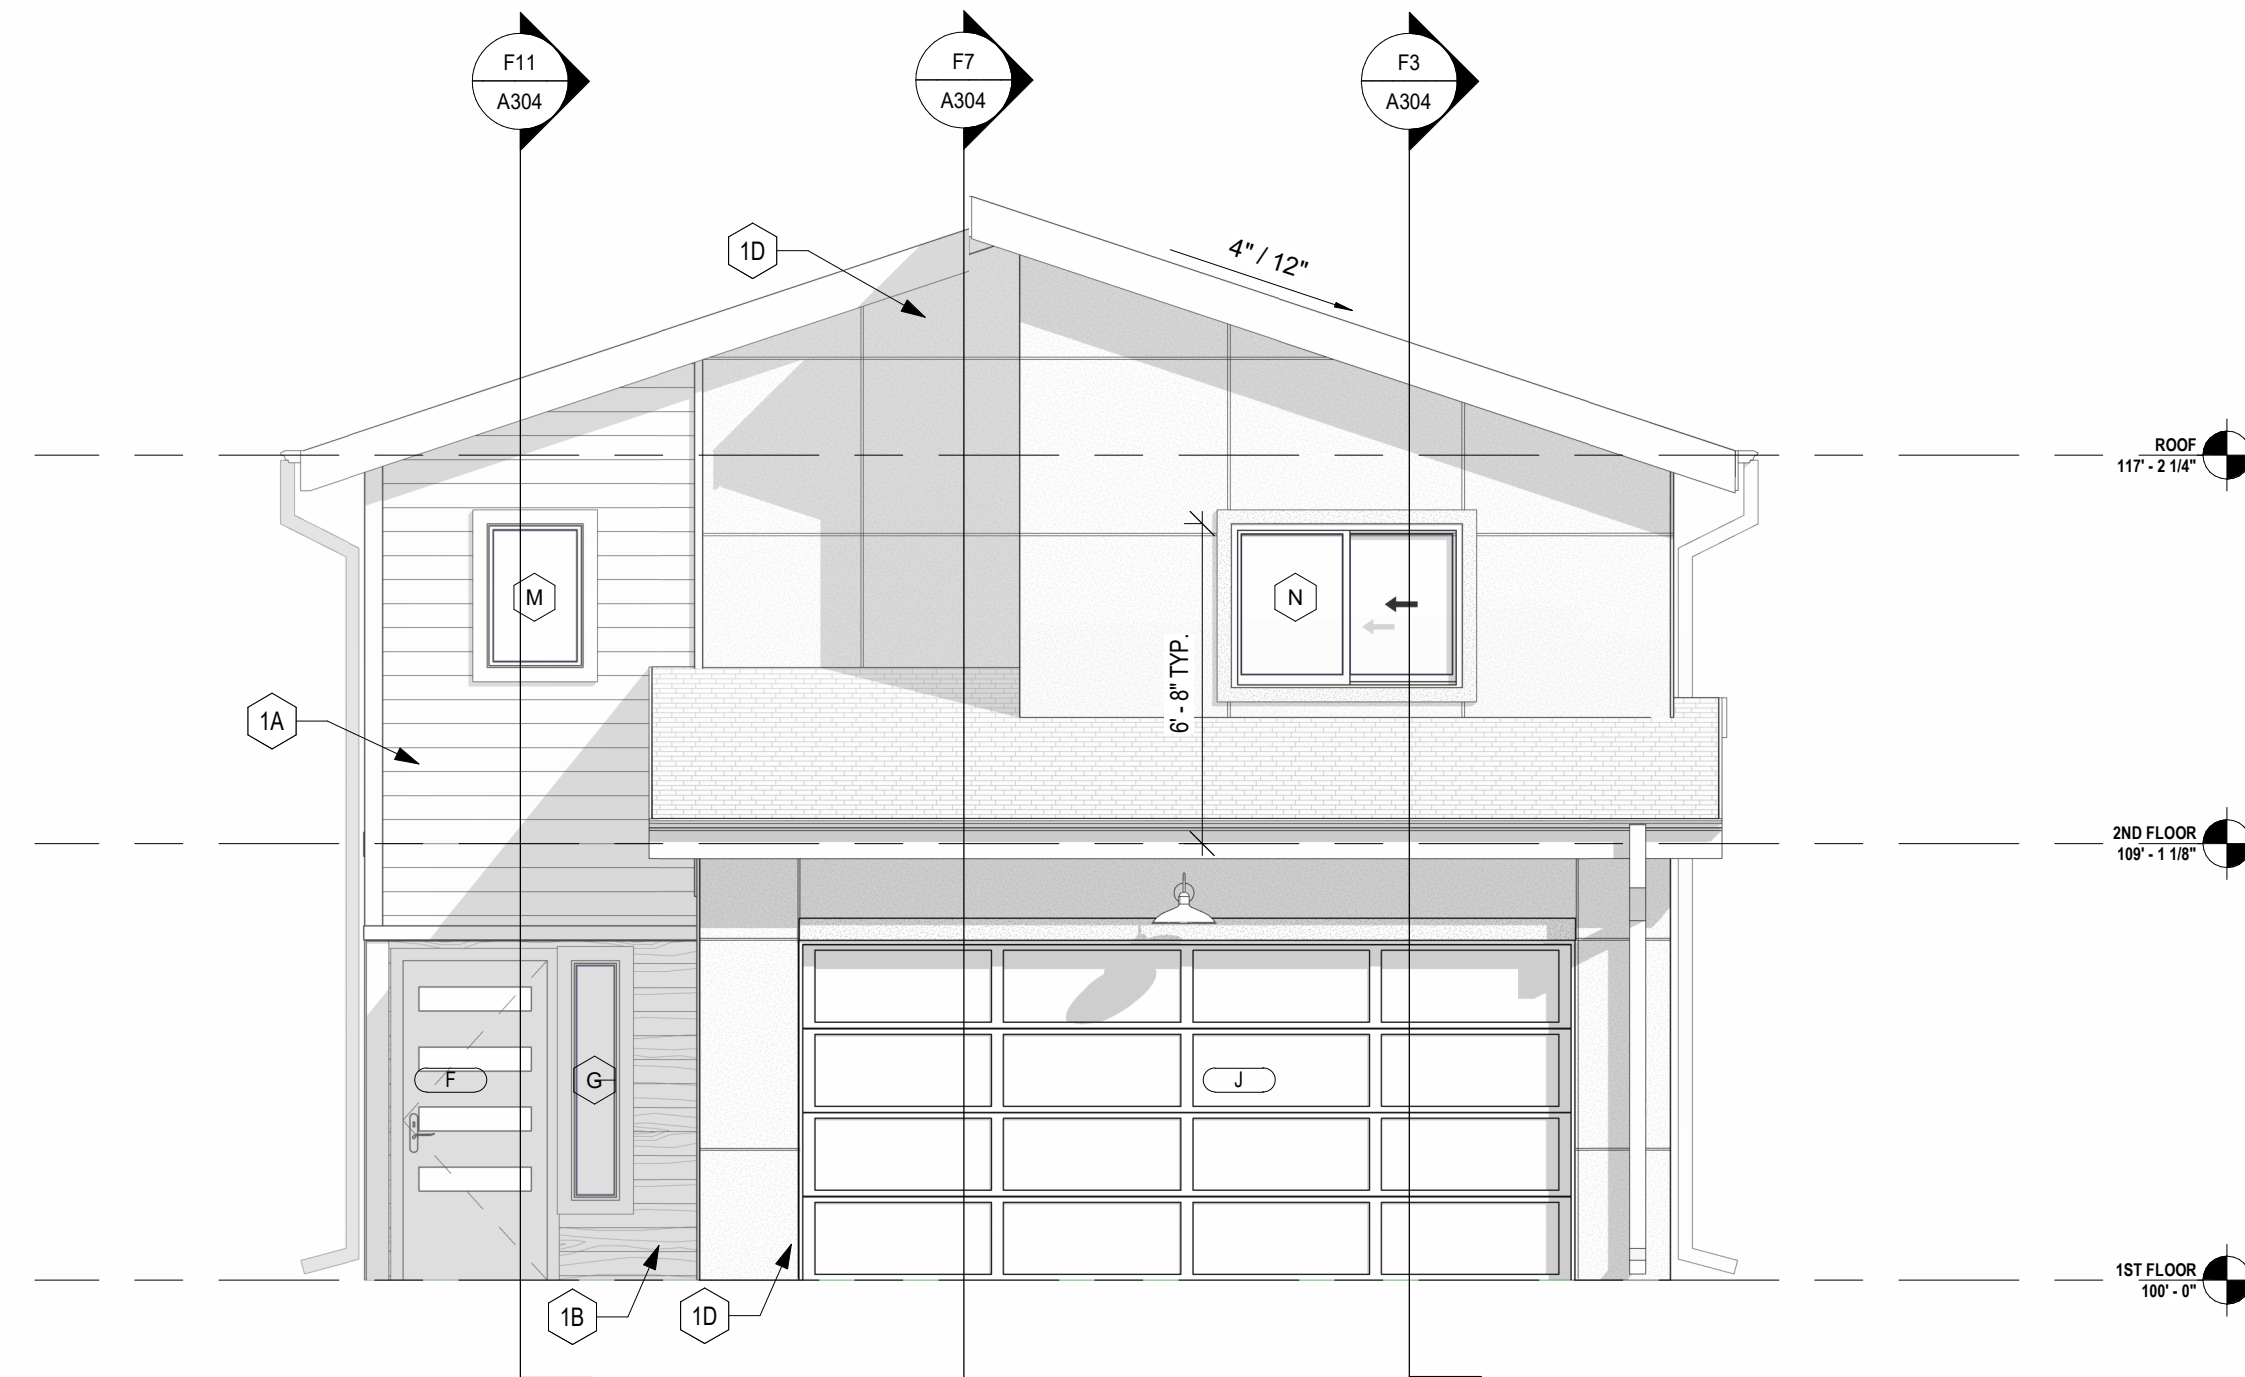 F11
A304
F7
A304
F3
A304
1D
4" / 12"
ROOF
117' - 2 1/4"
M
N
6' - 8" TYP.
1A
2ND FLOOR
109' - 1 1/8"
F
G
J
1ST FLOOR
100' - 0"
1B
1D